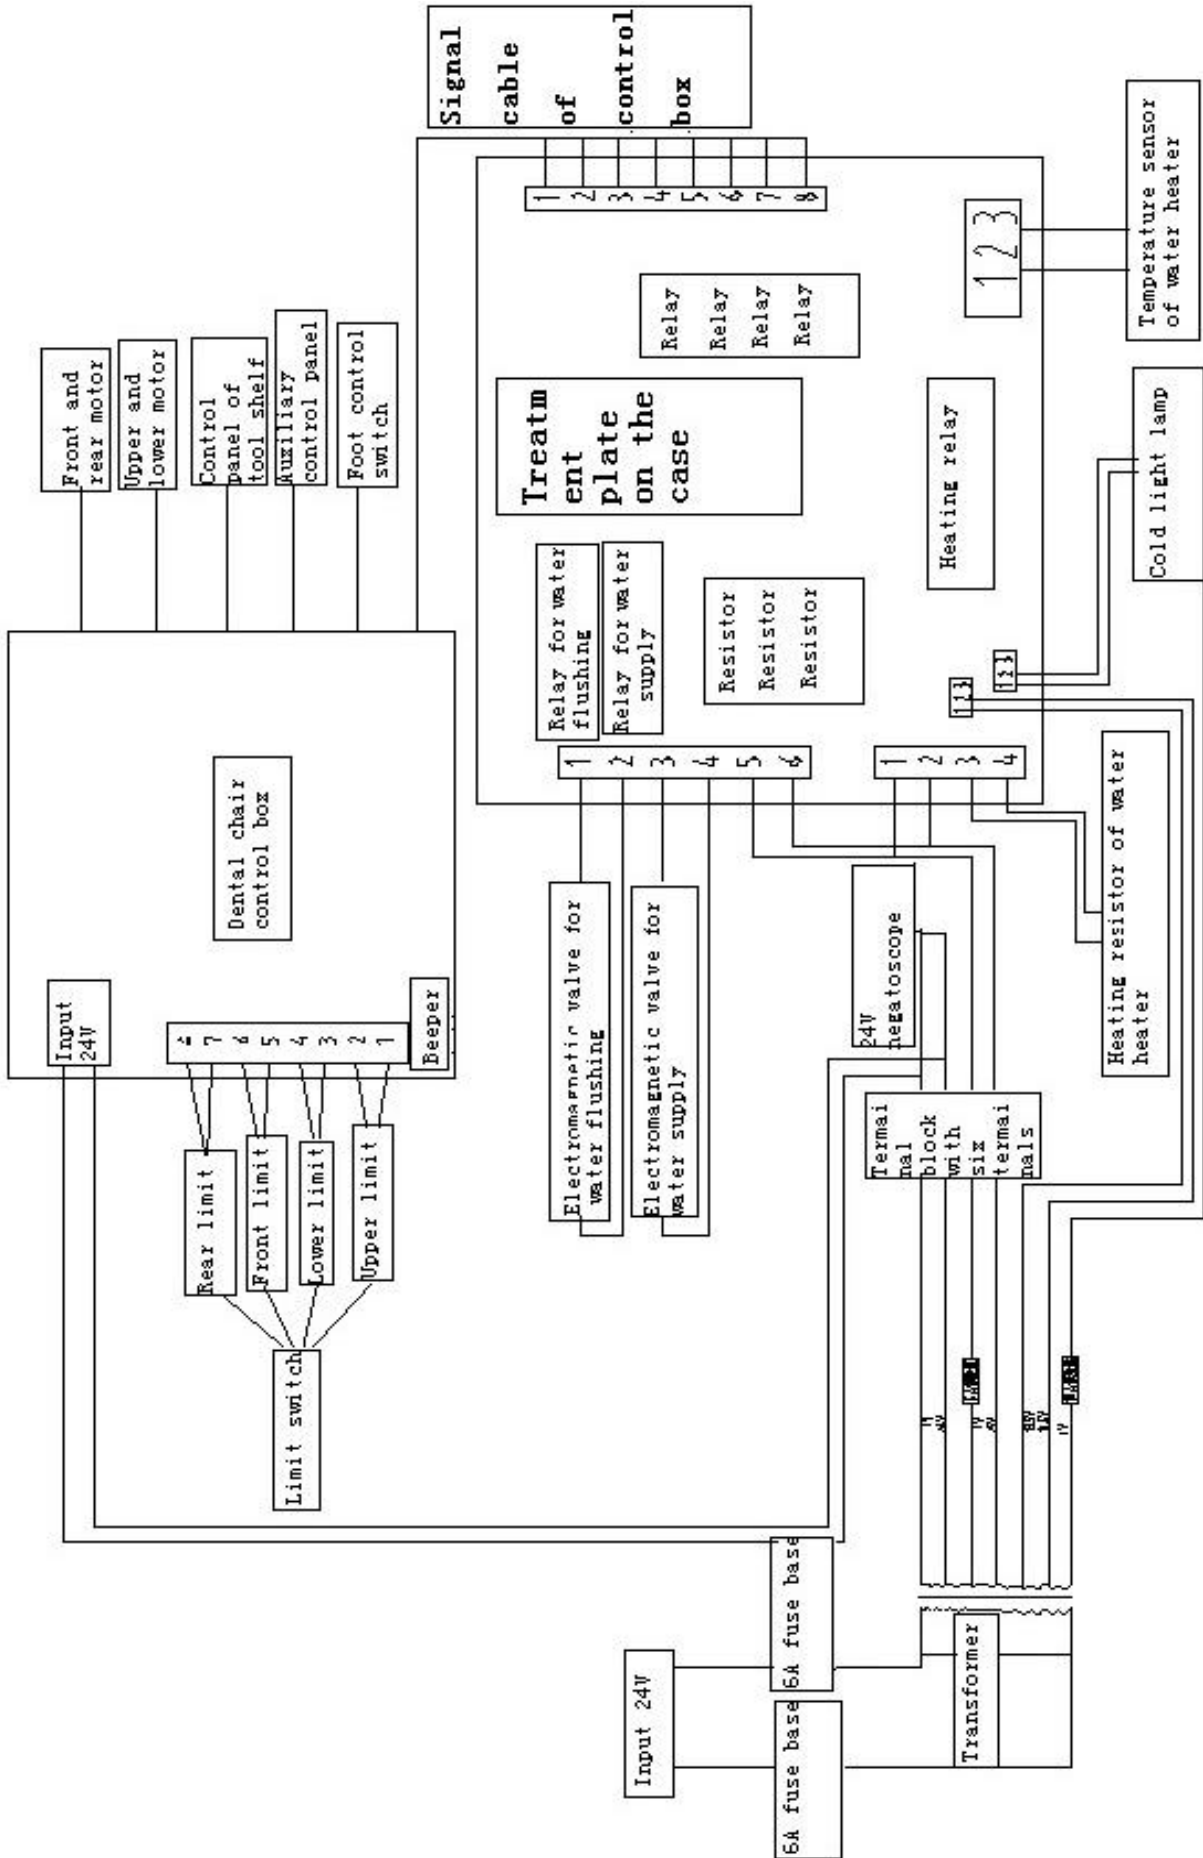 Signal
cable
of
control
box
Front and
rear motor
Upper and
lower motor
Control
panel of
tool shelf
Auxiliary
control panel
Foot control
switch
Dental chair
control box
Input
24V
8
7
6
5
4
3
2
1
Beeper
Rear limit
Front limit
Lower limit
Upper limit
Limit switch
1
2
3
4
5
6
7
8
Relay
Relay
Relay
Relay
Treatm
ent
plate
on the
case
Relay for water
flushing
Relay for water
supply
Resistor
Resistor
Resistor
Heating relay
1 2 3
Temperature sensor
of water heater
Cold light lamp
1 2 3
1
2
3
4
5
6
1
2
3
4
Electromagnetic valve for
water flushing
Electromagnetic valve for
water supply
24V
negatoscope
Heating resistor of water
heater
Termai
nal
block
with
six
termai
nals
Input 24V
6A fuse base
6A fuse base
Transformer